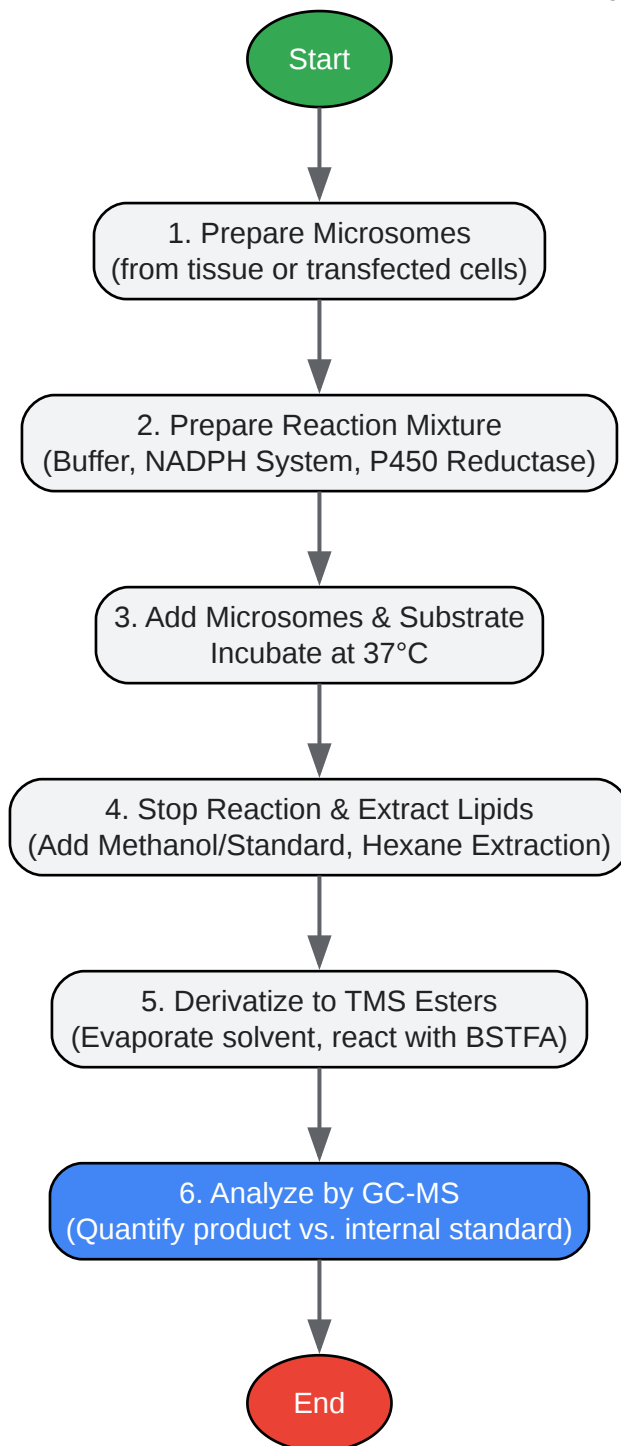 Start
1. Prepare Microsomes
(from tissue or transfected cells)
2. Prepare Reaction Mixture
(Buffer, NADPH System, P450 Reductase)
3. Add Microsomes & Substrate
Incubate at 37°C
4. Stop Reaction & Extract Lipids
(Add Methanol/Standard, Hexane Extraction)
5. Derivatize to TMS Esters
(Evaporate solvent, react with BSTFA)
6. Analyze by GC-MS
(Quantify product vs. internal standard)
End